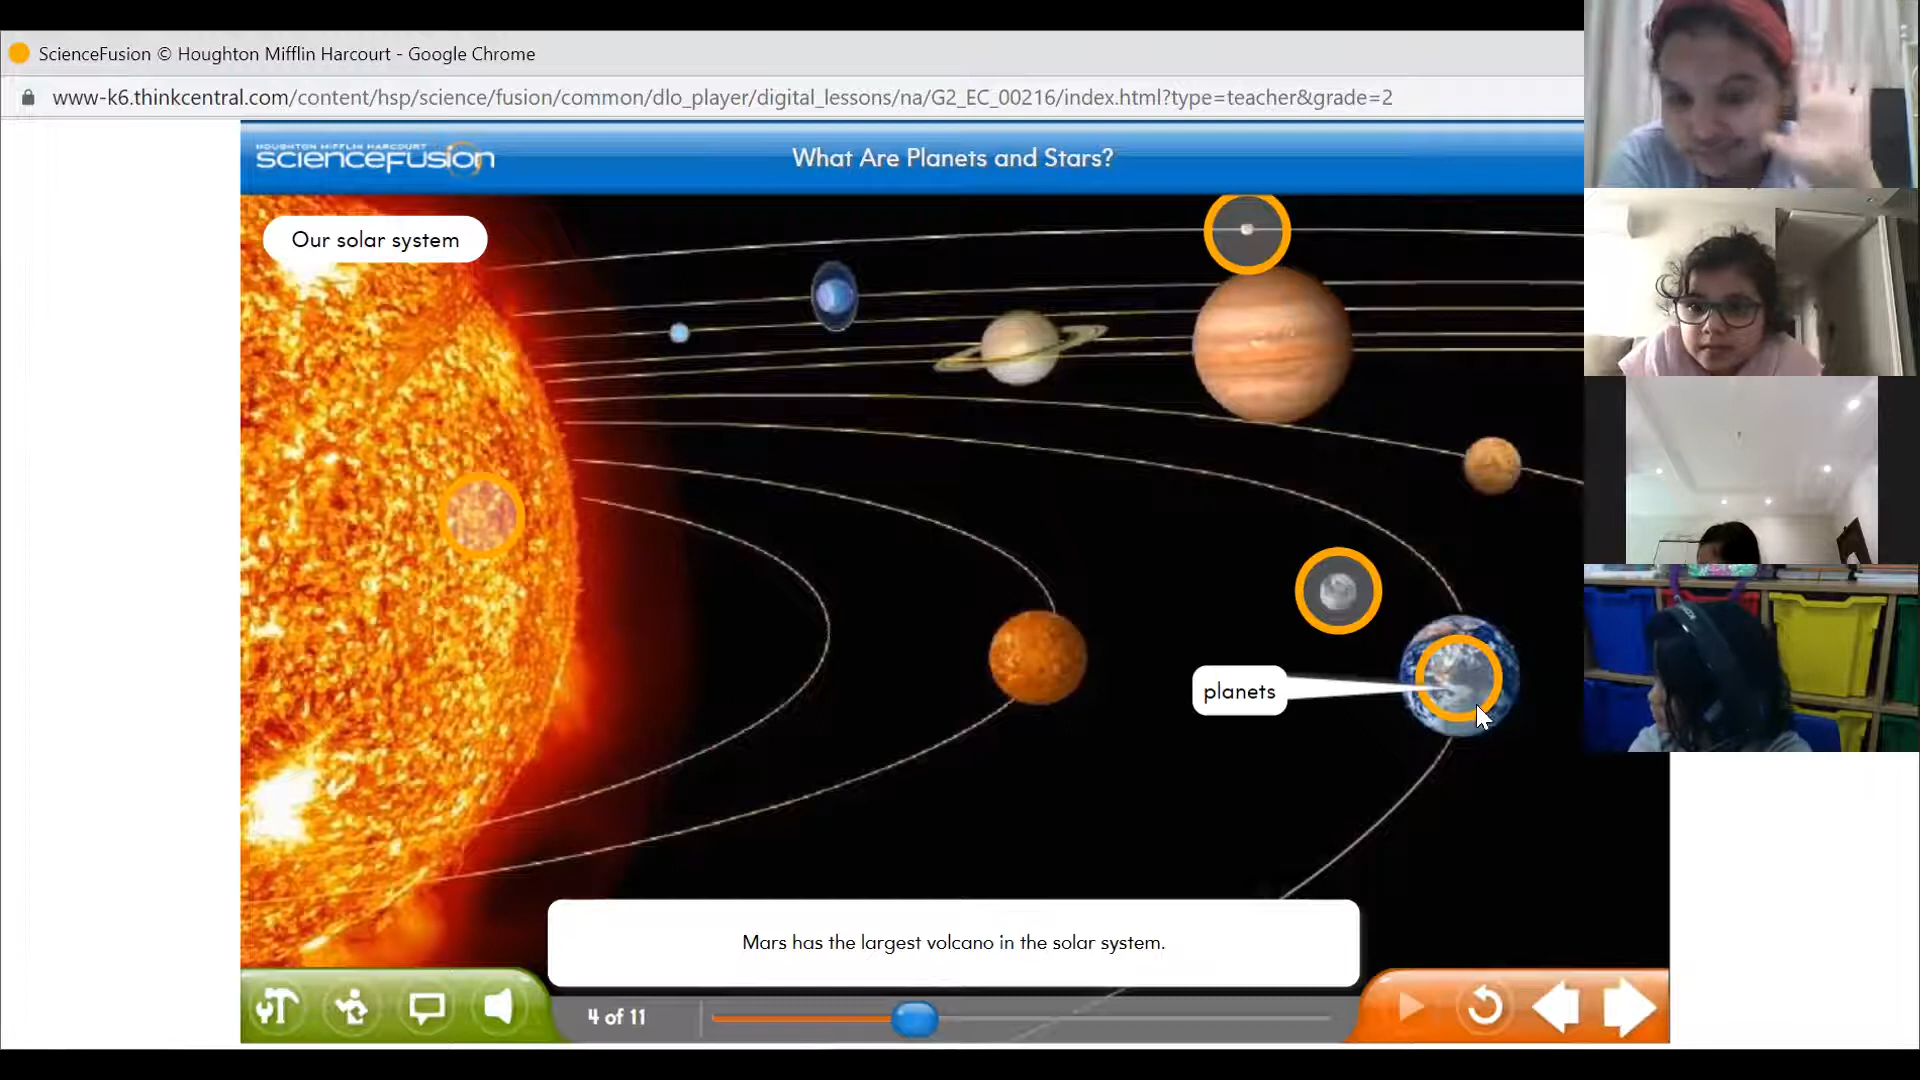 ScienceFusion © Houghton Mifflin Harcourt - Google Chrome
www-k6.thinkcentral.com/content/hsp/science/fusion/common/dlo_player/digital_lessons/na/G2_EC_00216/index.html?type=teacher&grade=2
HOUGHTON MIFFLIN HARCOURT
scienceFusion
What Are Planets and Stars?
Our solar system
planets
Mars has the largest volcano in the solar system.
4 of 11